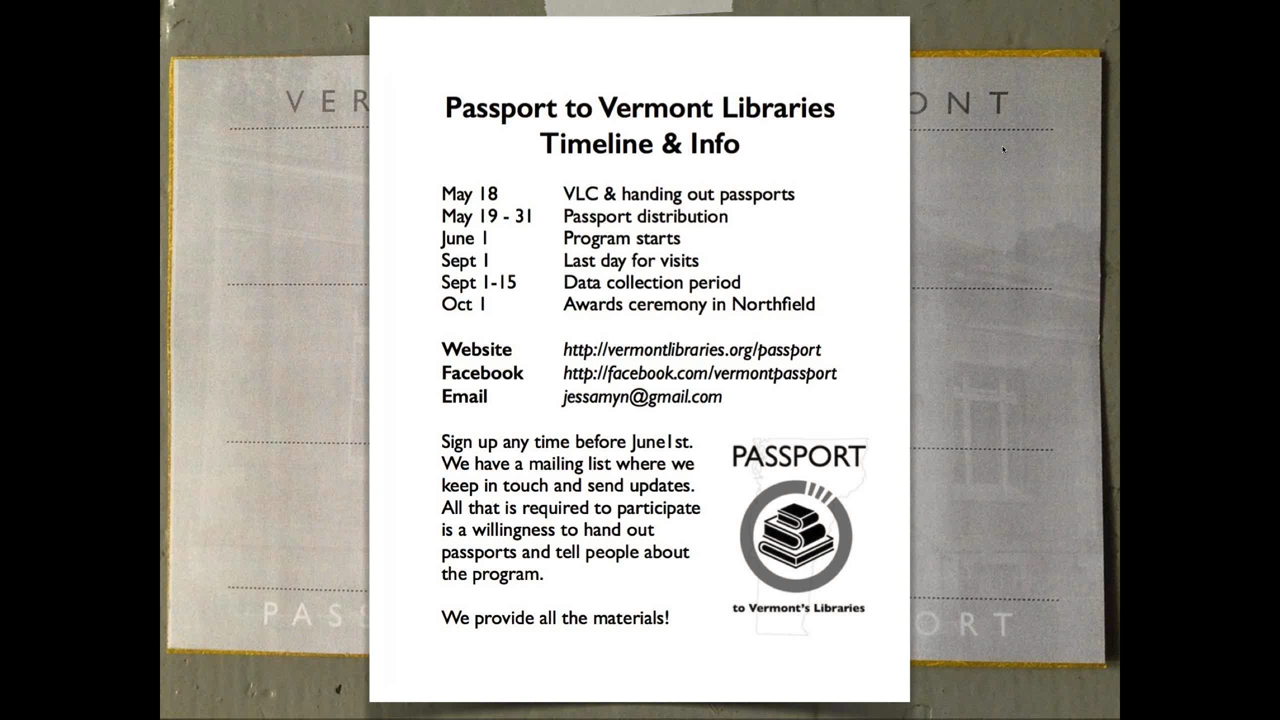 VER
ONT
Passport to Vermont Libraries
Timeline & Info
May 18 VLC & handing out passports
May 19 - 31 Passport distribution
June 1 Program starts
Sept 1 Last day for visits
Sept 1-15 Data collection period
Oct 1 Awards ceremony in Northfield
Website http://vermontlibraries.org/passport
Facebook http://facebook.com/vermontpassport
Email jessamyn@gmail.com
Sign up any time before June1st.
We have a mailing list where we
keep in touch and send updates.
All that is required to participate
is a willingness to hand out
passports and tell people about
the program.
We provide all the materials!
PASSPORT
to Vermont's Libraries
PASS
ORT